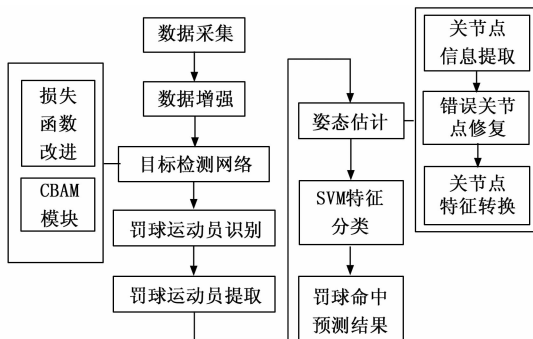 数据采集
数据增强
目标检测网络
罚球运动员识别
罚球运动员提取
损失
函数
改进
CBAM
模块
姿态估计
SVM特征
分类
罚球命中
预测结果
关节点
信息提取
错误关节
点修复
关节点
特征转换